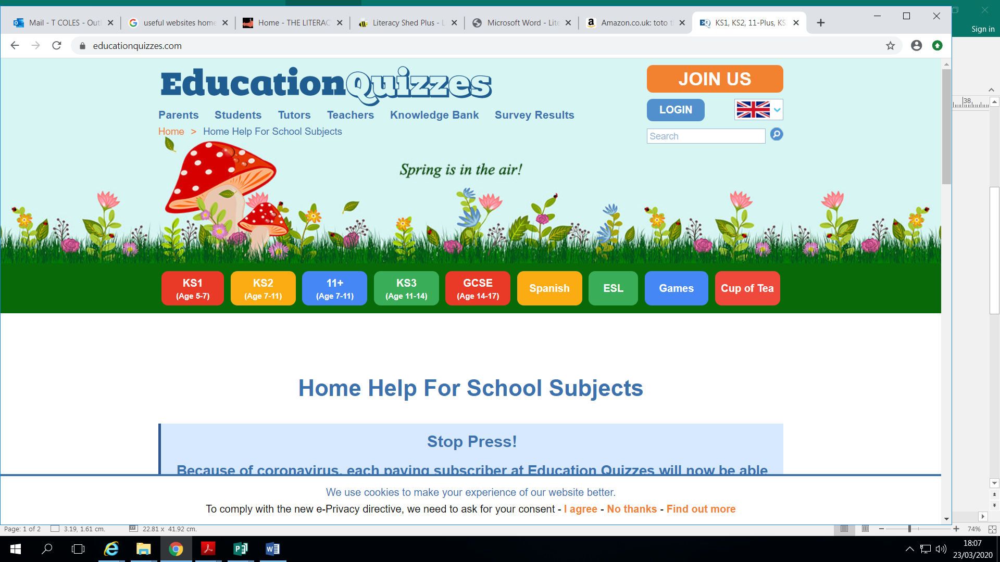 Sign in
Mail - T COLES - Out
useful websites hom
Home - THE LITERAC
Literacy Shed Plus - L
Microsoft Word - Lite
Amazon.co.uk: toto t
KS1, KS2, 11-Plus, KS
educationquizzes.com
EducationQuizzes
JOIN US
LOGIN
Parents Students Tutors Teachers Knowledge Bank Survey Results
Home > Home Help For School Subjects
Search
Spring is in the air!
KS1 (Age 5-7)
KS2 (Age 7-11)
11+ (Age 7-11)
KS3 (Age 11-14)
GCSE (Age 14-17)
Spanish
ESL
Games
Cup of Tea
Home Help For School Subjects
Stop Press!
Because of coronavirus, each paying subscriber at Education Quizzes will now be able
We use cookies to make your experience of our website better.
To comply with the new e-Privacy directive, we need to ask for your consent - I agree - No thanks - Find out more
38
Page: 1 of 2 3.19, 1.61 cm. 22.81 x 41.92 cm. 74%
18:07
23/03/2020